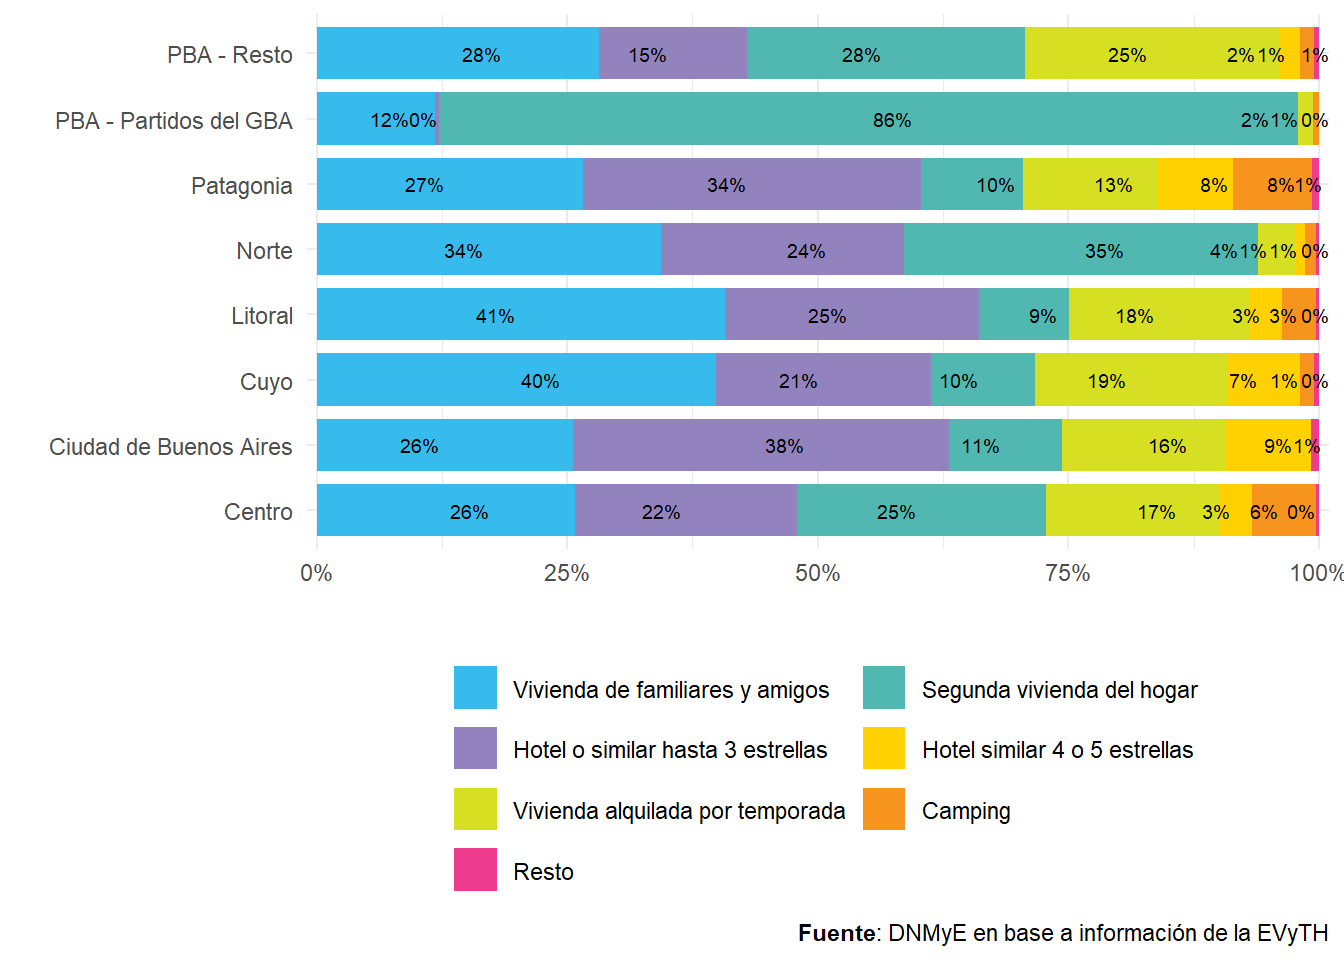 PBA - Resto 28% 15% 28% 25% 2% 1% 1%
PBA - Partidos del GBA 12% 0% 86% 2% 1% 0%
Patagonia 27% 34% 10% 13% 8% 8% 1%
Norte 34% 24% 35% 4% 1% 1% 0%
Litoral 41% 25% 9% 18% 3% 3% 0%
Cuyo 40% 21% 10% 19% 7% 1% 0%
Ciudad de Buenos Aires 26% 38% 11% 16% 9% 1%
Centro 26% 22% 25% 17% 3% 6% 0%
0% 25% 50% 75% 100%
Vivienda de familiares y amigos Segunda vivienda del hogar
Hotel o similar hasta 3 estrellas Hotel similar 4 o 5 estrellas
Vivienda alquilada por temporada Camping
Resto
Fuente: DNMyE en base a información de la EVyTH